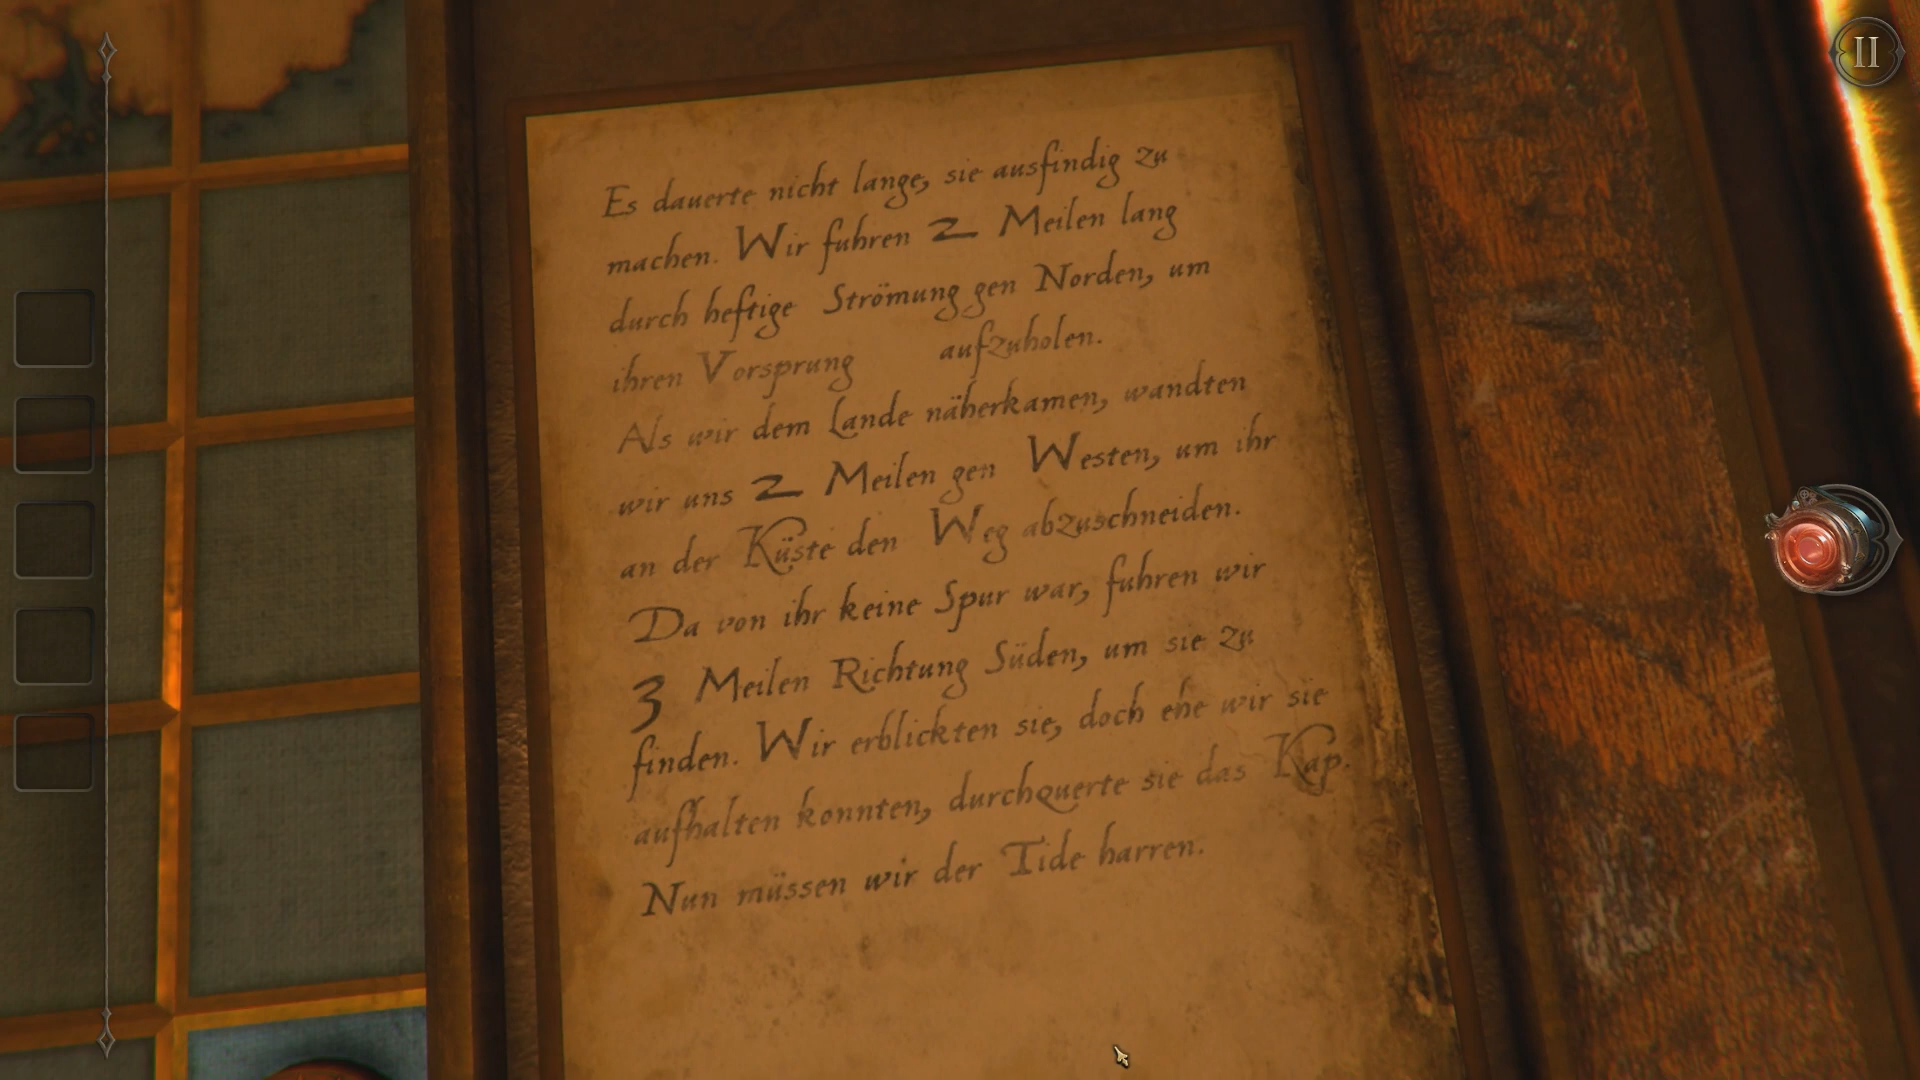 Es dauerte nicht lange, sie ausfindig zu
machen. Wir fuhren 2 Meilen lang
durch heftige Strömung gen Norden, um
ihren Vorsprung aufzuholen.
Als wir dem Lande näherkamen, wandten
wir uns 2 Meilen gen Westen, um ihr
an der Küste den Weg abzuschneiden.
Da von ihr keine Spur war, fuhren wir
3 Meilen Richtung Süden, um sie zu
finden. Wir erblickten sie, doch ehe wir sie
aufhalten konnten, durchquerte sie das Kap.
Nun müssen wir der Tide harren.